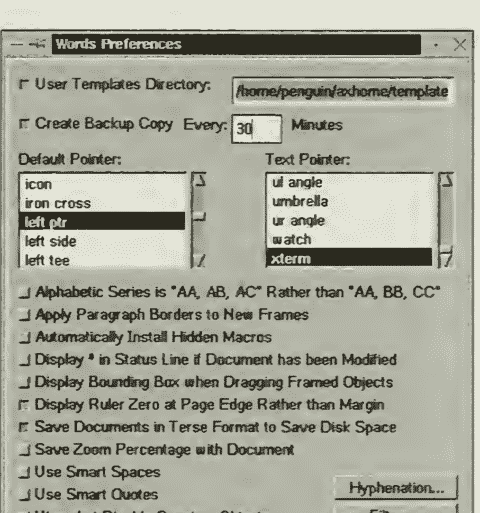 Words Preferences
User Templates Directory: /home/penguin/axhome/template
Create Backup Copy Every: 30 Minutes
Default Pointer: Text Pointer:
icon ul angle
iron cross umbrella
left ptr ur angle
left side watch
left tee xterm
Alphabetic Series is "AA, AB, AC" Rather than "AA, BB, CC"
Apply Paragraph Borders to New Frames
Automatically Install Hidden Macros
Display * in Status Line if Document has been Modified
Display Bounding Box when Dragging Framed Objects
Display Ruler Zero at Page Edge Rather than Margin
Save Documents in Terse Format to Save Disk Space
Save Zoom Percentage with Document
Use Smart Spaces
Use Smart Quotes Hyphenation...